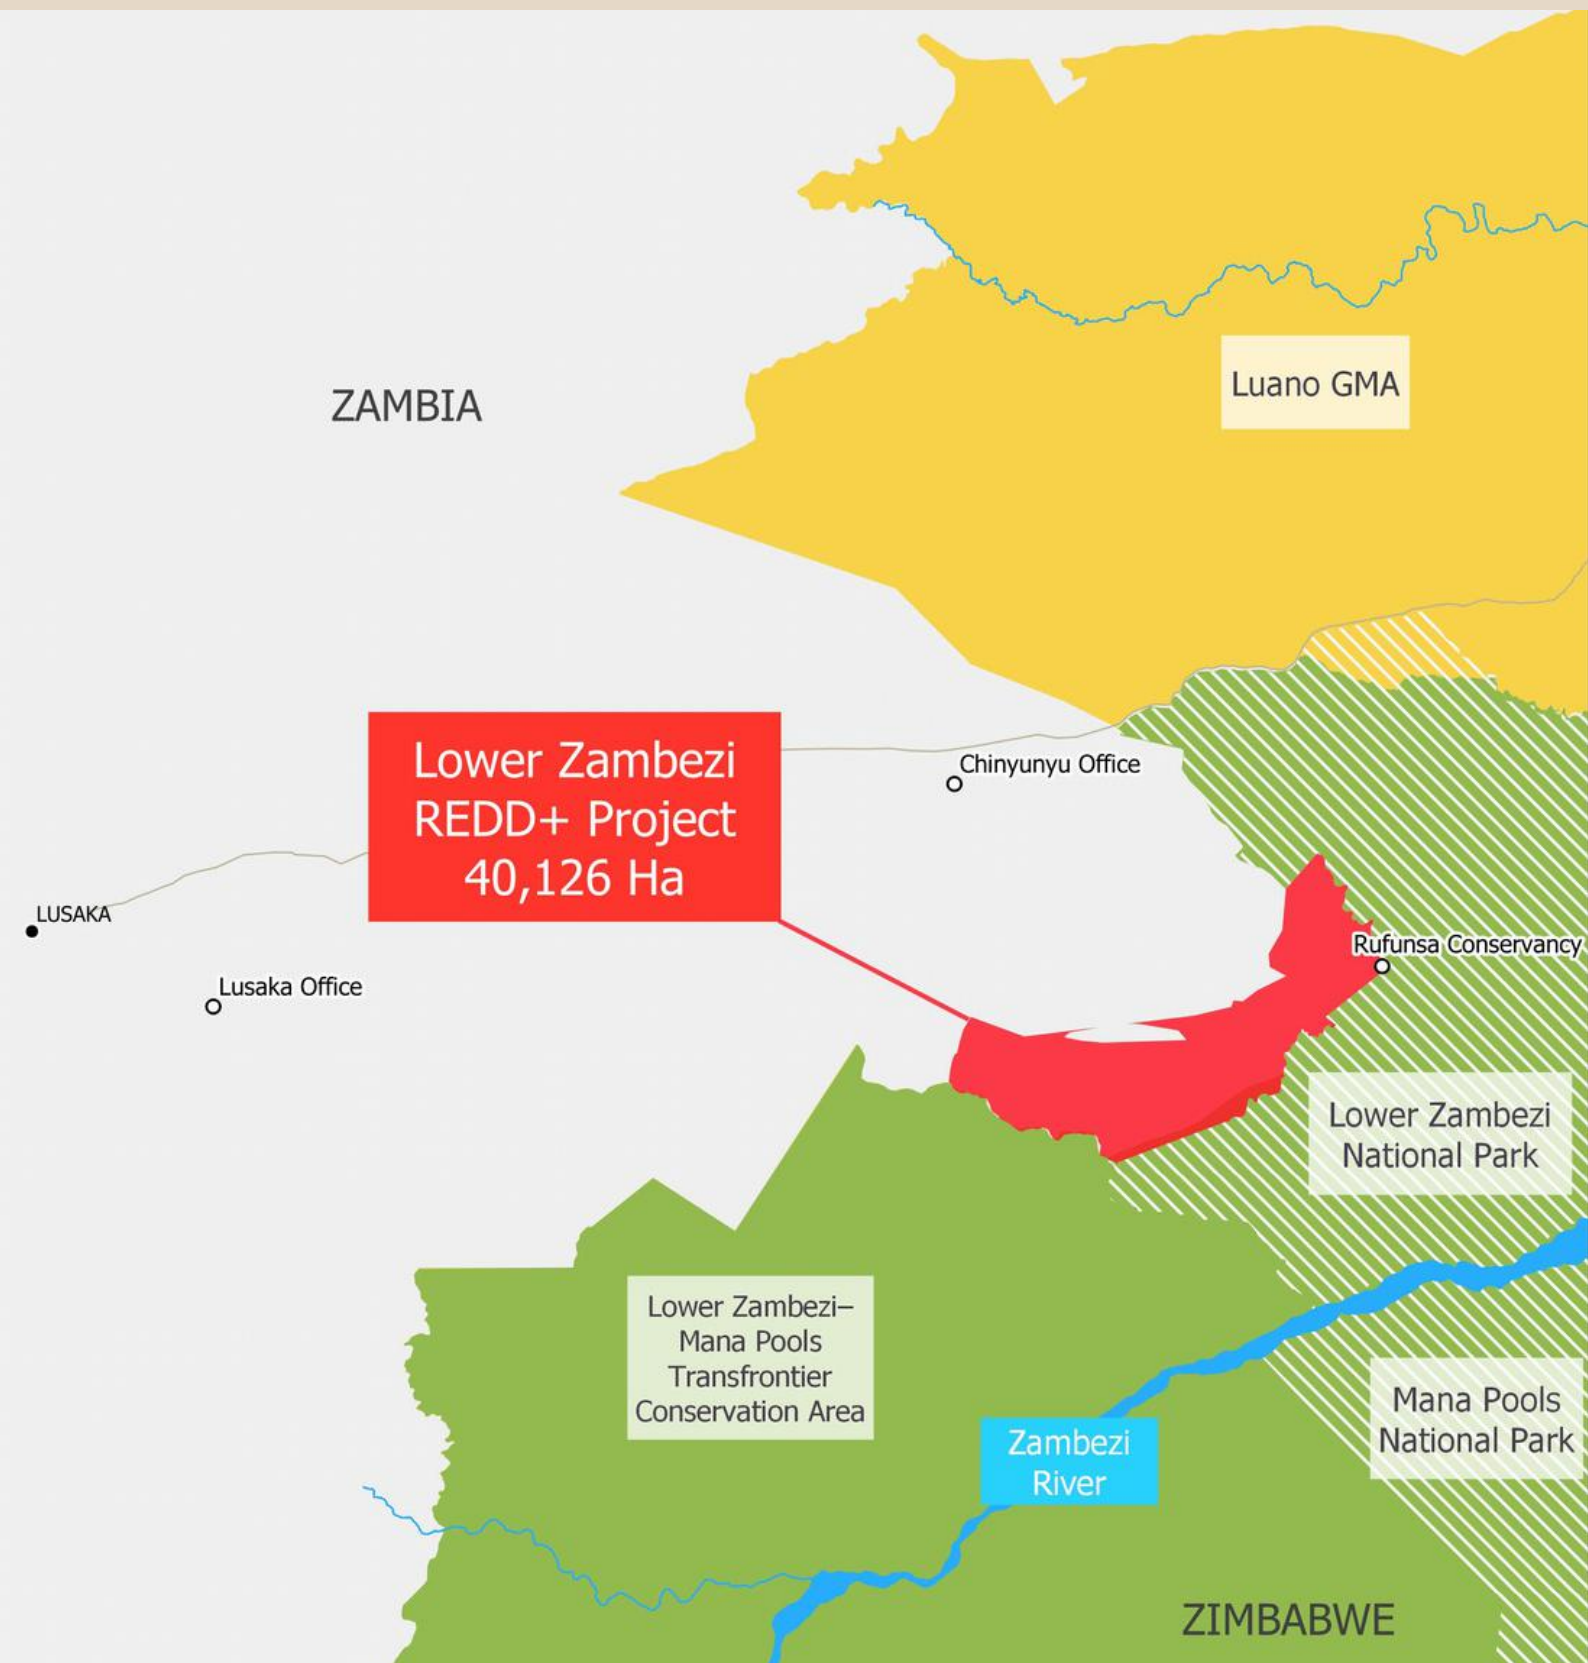 Luano GMA
ZAMBIA
Lower Zambezi
REDD+ Project
40,126 Ha
Chinyunyu Office
LUSAKA
Rufunsa Conservancy
Lusaka Office
Lower Zambezi
National Park
Lower Zambezi–
Mana Pools
Transfrontier
Conservation Area
Mana Pools
National Park
Zambezi
River
ZIMBABWE